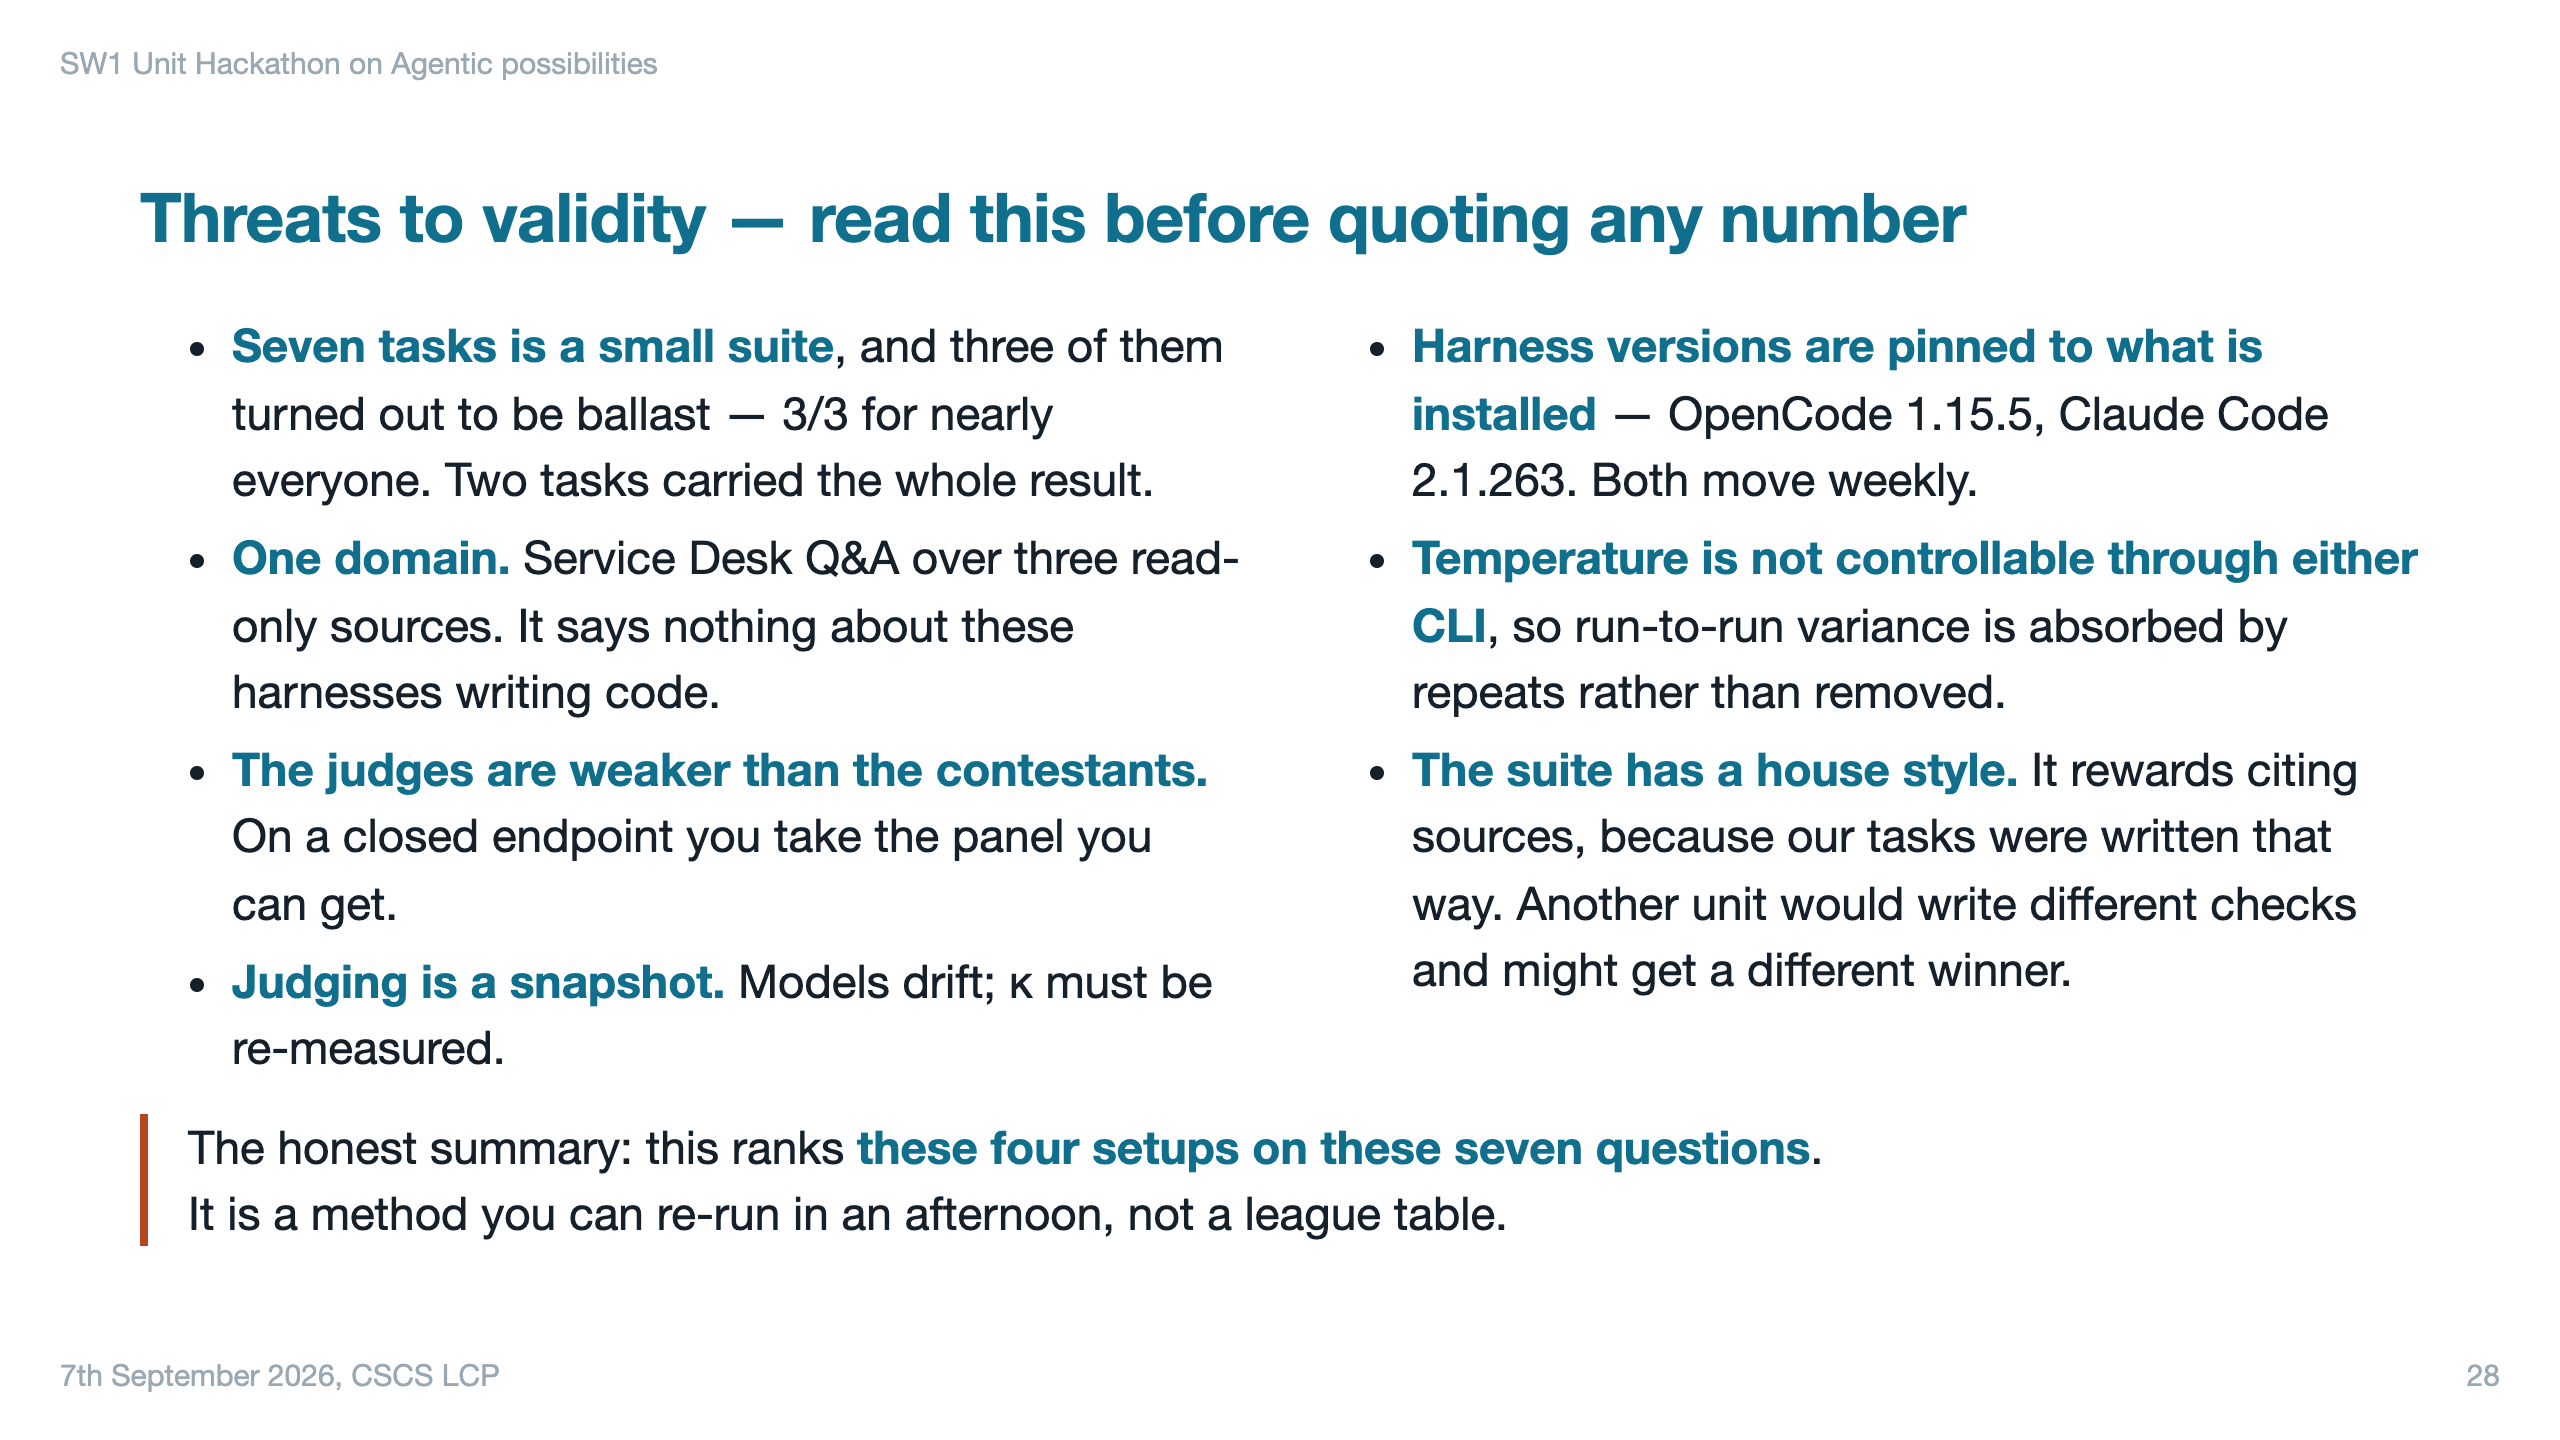 SW1 Unit Hackathon on Agentic possibilities
Threats to validity — read this before quoting any number
• Seven tasks is a small suite, and three of them
turned out to be ballast — 3/3 for nearly
everyone. Two tasks carried the whole result.
• One domain. Service Desk Q&A over three read-
only sources. It says nothing about these
harnesses writing code.
• The judges are weaker than the contestants.
On a closed endpoint you take the panel you
can get.
• Judging is a snapshot. Models drift; κ must be
re-measured.
• Harness versions are pinned to what is
installed — OpenCode 1.15.5, Claude Code
2.1.263. Both move weekly.
• Temperature is not controllable through either
CLI, so run-to-run variance is absorbed by
repeats rather than removed.
• The suite has a house style. It rewards citing
sources, because our tasks were written that
way. Another unit would write different checks
and might get a different winner.
The honest summary: this ranks these four setups on these seven questions.
It is a method you can re-run in an afternoon, not a league table.
7th September 2026, CSCS LCP
28